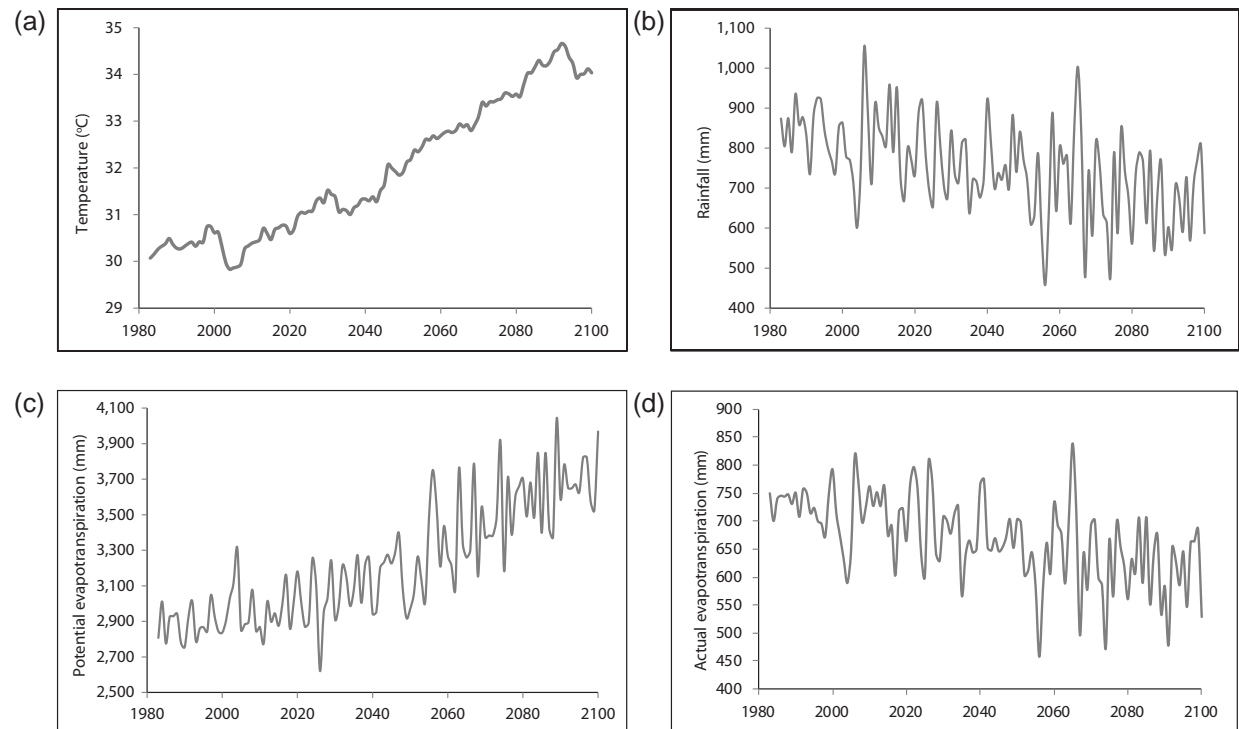 (a)
35
34
33
32
31
30
29
Temperature (ºC)
1980 2000 2020 2040 2060 2080 2100
(b)
1,100
1,000
900
800
700
600
500
400
Rainfall (mm)
1980 2000 2020 2040 2060 2080 2100
(c)
4,100
3,900
3,700
3,500
3,300
3,100
2,900
2,700
2,500
Potential evapotranspiration (mm)
1980 2000 2020 2040 2060 2080 2100
(d)
900
850
800
750
700
650
600
550
500
450
400
Actual evapotranspiration (mm)
1980 2000 2020 2040 2060 2080 2100